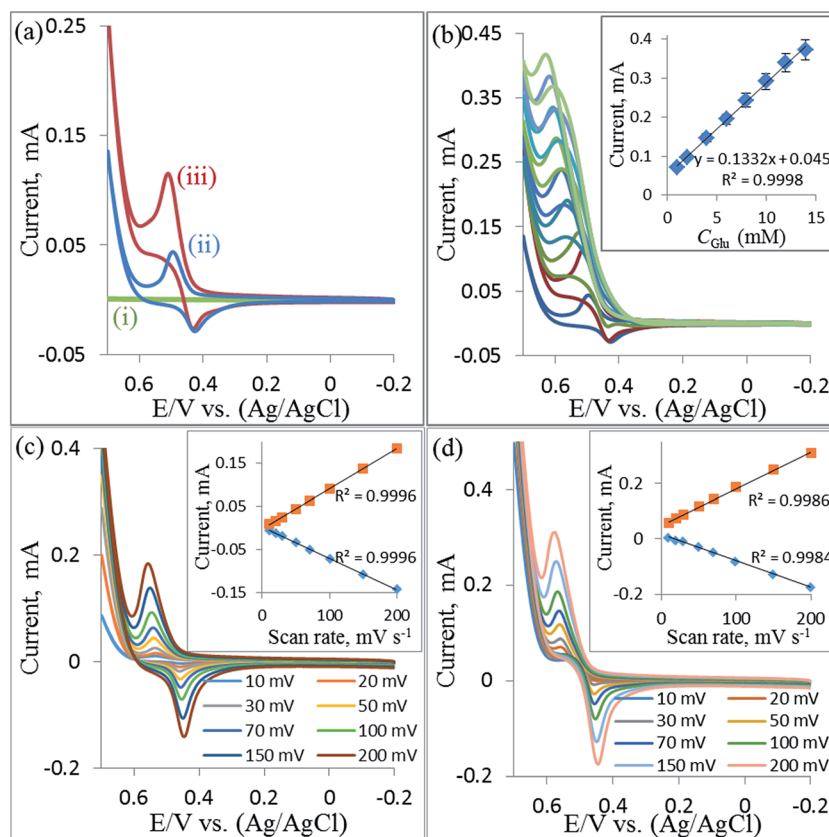 (a)
0.25
0.15
0.05
-0.05
Current, mA
(iii)
(ii)
(i)
0.6 0.4 0.2 0 -0.2
E/V vs. (Ag/AgCl)
(b)
0.45
0.40
0.35
0.30
0.25
0.20
0.15
0.10
0.05
0
-0.05
Current, mA
0.6 0.4 0.2 0 -0.2
E/V vs. (Ag/AgCl)
0.4
0.3
0.2
0.1
0
Current, mA
y = 0.1332x + 0.045
R² = 0.9998
0 5 10 15
C Glu (mM)
(c)
0.4
0.2
0
-0.2
Current, mA
0.15
0.05
-0.05
-0.15
Current, mA
R² = 0.9996
R² = 0.9996
0 100 200
Scan rate, mV s⁻¹
10 mV 20 mV
30 mV 50 mV
70 mV 100 mV
150 mV 200 mV
0.6 0.4 0.2 0 -0.2
E/V vs. (Ag/AgCl)
(d)
0.4
0.2
0
-0.2
Current, mA
0.2
0
-0.2
Current, mA
R² = 0.9986
R² = 0.9984
0 100 200
Scan rate, mV s⁻¹
10 mV 20 mV
30 mV 50 mV
70 mV 100 mV
150 mV 200 mV
0.6 0.4 0.2 0 -0.2
E/V vs. (Ag/AgCl)